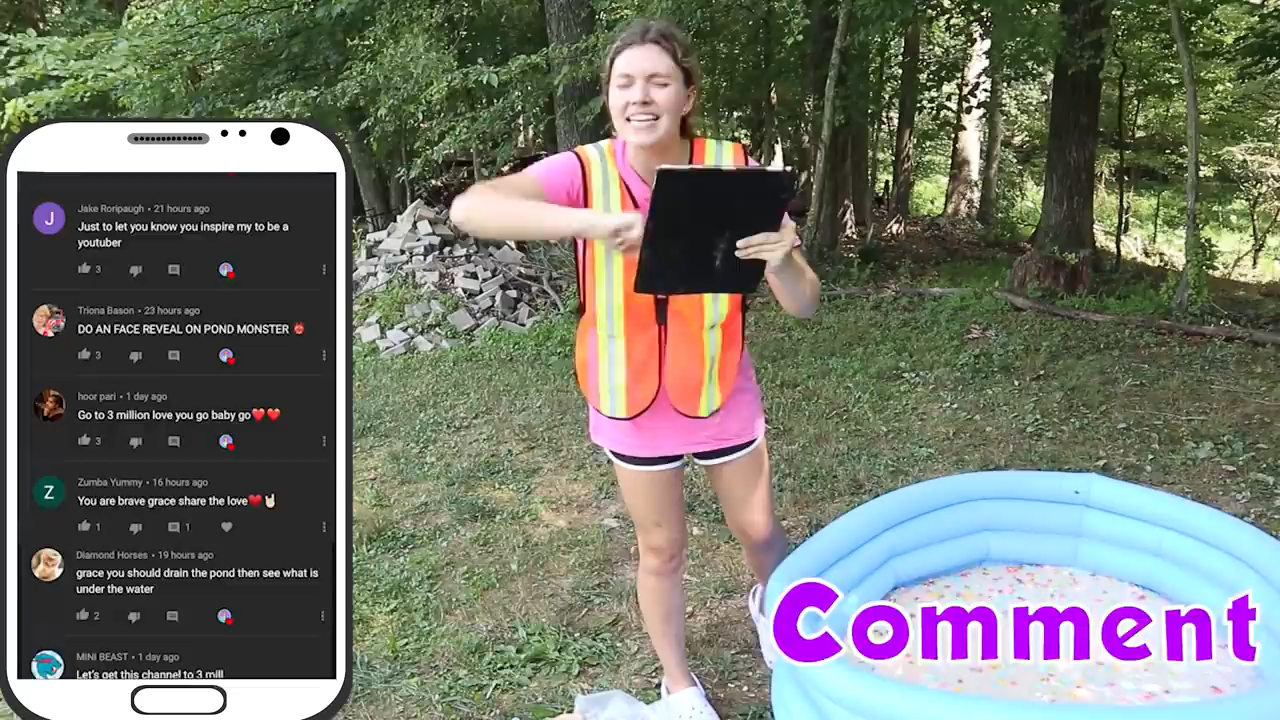 J
Jake Roripaugh • 21 hours ago
Just to let you know you inspire my to be a
youtuber
3
Triona Bason • 23 hours ago
DO AN FACE REVEAL ON POND MONSTER
3
hoor pari • 1 day ago
Go to 3 million love you go baby go
3
Z
Zumba Yummy • 16 hours ago
You are brave grace share the love
1
1
Diamond Horses • 19 hours ago
grace you should drain the pond then see what is
under the water
2
MINI BEAST • 1 day ago
Let's get this channel to 3 mill
Comment